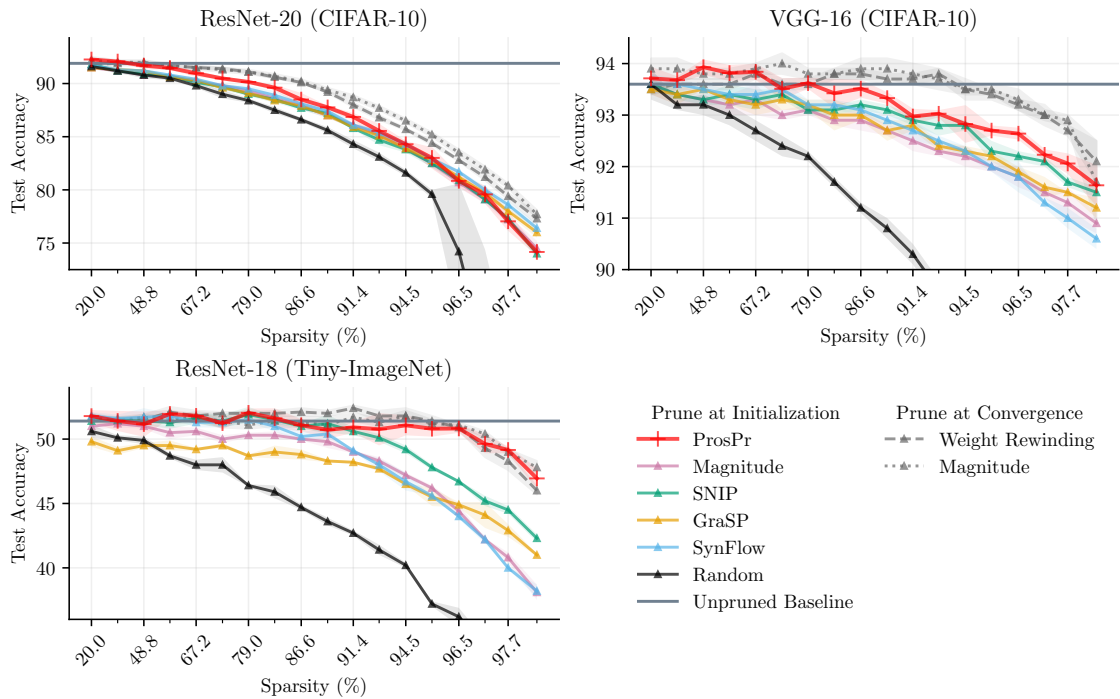 ResNet-20 (CIFAR-10)
Test Accuracy
90
85
80
75
20.0
48.8
67.2
79.0
86.6
91.4
94.5
96.5
97.7
Sparsity (%)
VGG-16 (CIFAR-10)
Test Accuracy
94
93
92
91
90
20.0
48.8
67.2
79.0
86.6
91.4
94.5
96.5
97.7
Sparsity (%)
ResNet-18 (Tiny-ImageNet)
Test Accuracy
50
45
40
20.0
48.8
67.2
79.0
86.6
91.4
94.5
96.5
97.7
Sparsity (%)
Prune at Initialization
ProsPr
Magnitude
SNIP
GraSP
SynFlow
Random
Unpruned Baseline
Prune at Convergence
Weight Rewinding
Magnitude